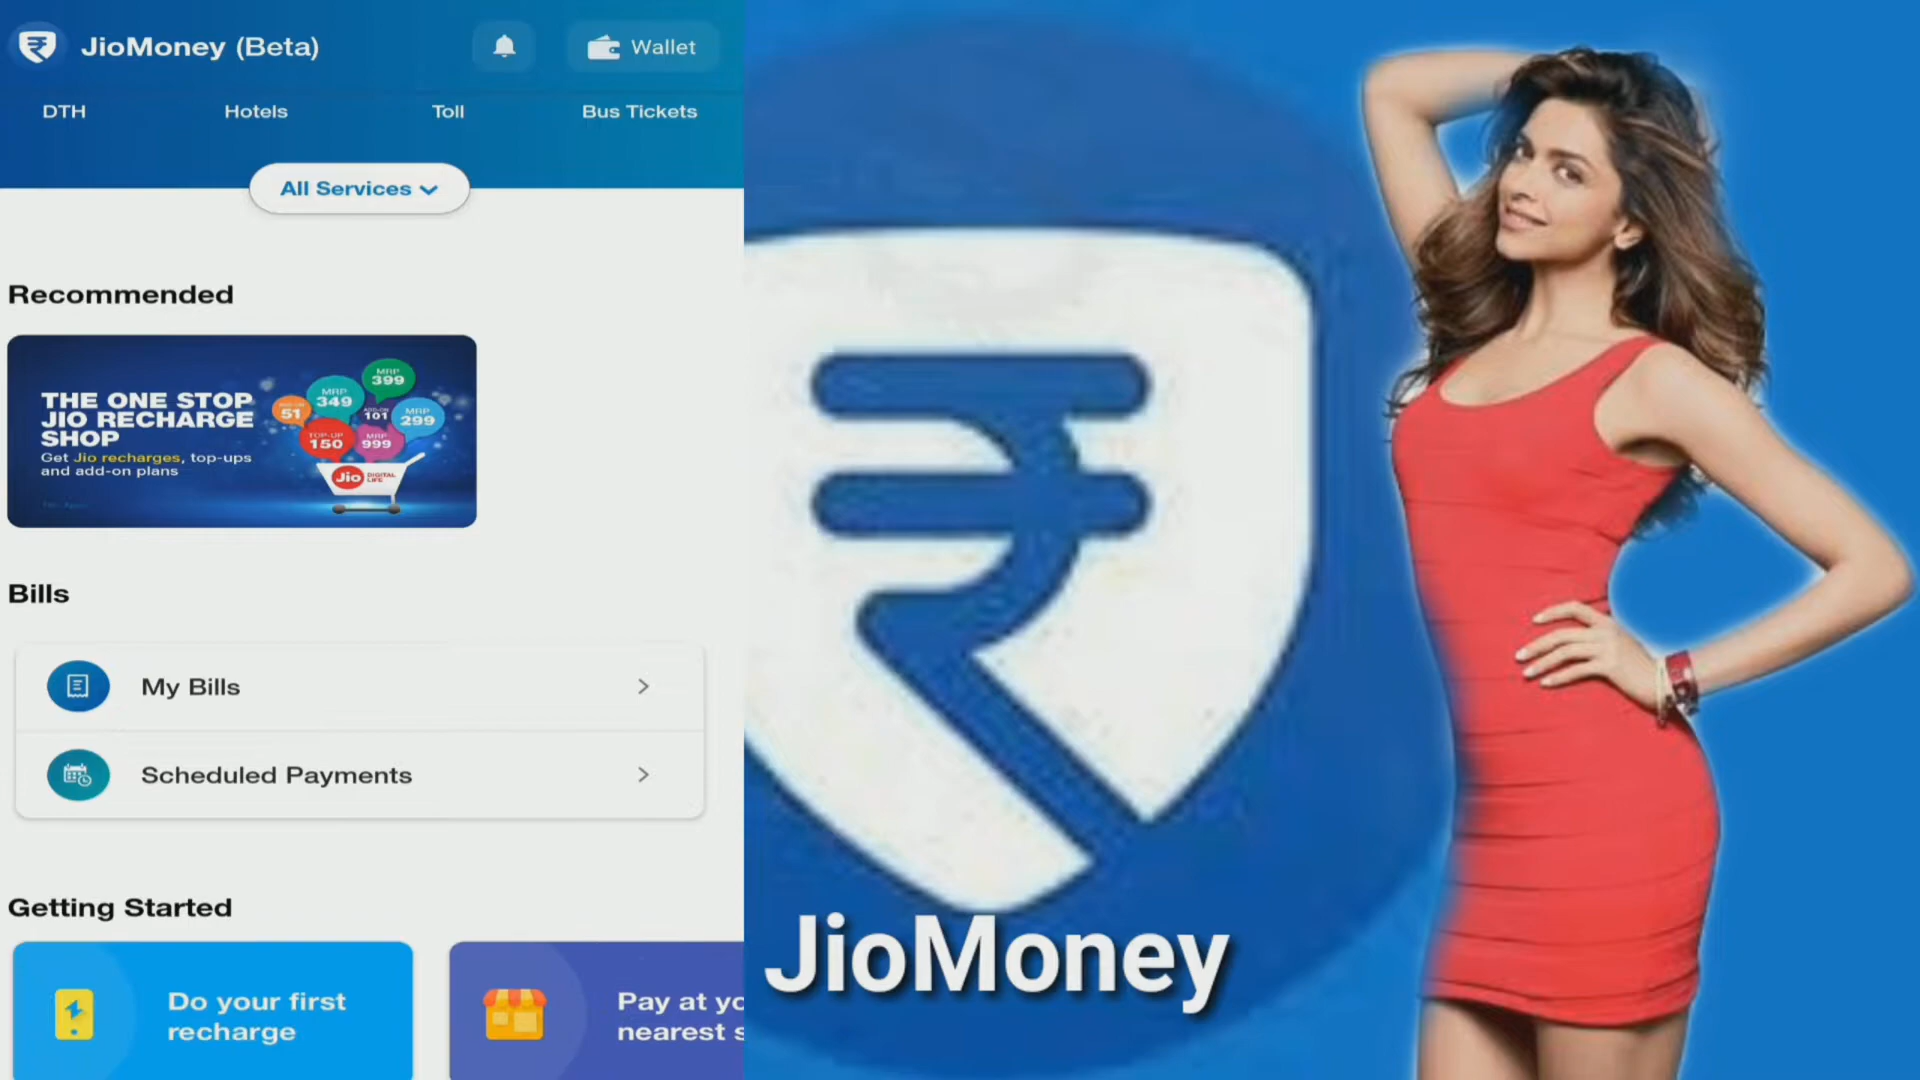 JioMoney (Beta)
Wallet
DTH
Hotels
Toll
Bus Tickets
All Services
Recommended
THE ONE STOP
JIO RECHARGE
SHOP
Get Jio recharges, top-ups
and add-on plans
MRP
399
MRP
349
51
ADD-ON
101
MRP
299
TOP-UP
150
MRP
999
Jio DIGITAL
LIFE
Bills
My Bills
Scheduled Payments
Getting Started
Do your first
recharge
Pay at yo
nearest s
JioMoney